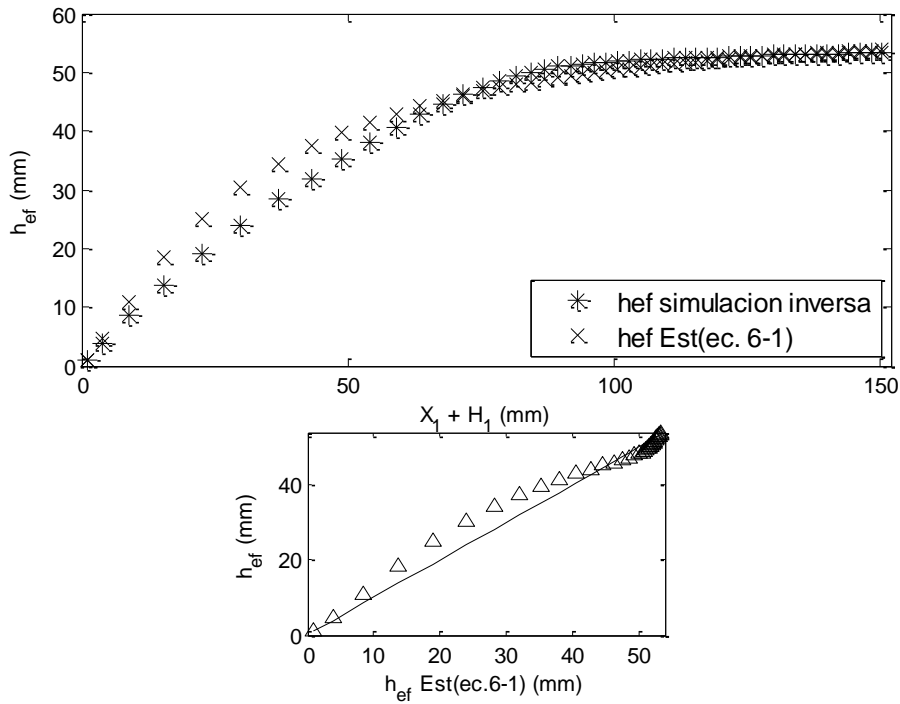 60
50
40
30
20
10
0
h_ef (mm)
hef simulacion inversa
hef Est(ec. 6-1)
0 50 100 150
X_1 + H_1 (mm)
40
20
0
h_ef (mm)
0 10 20 30 40 50
h_ef Est(ec.6-1) (mm)